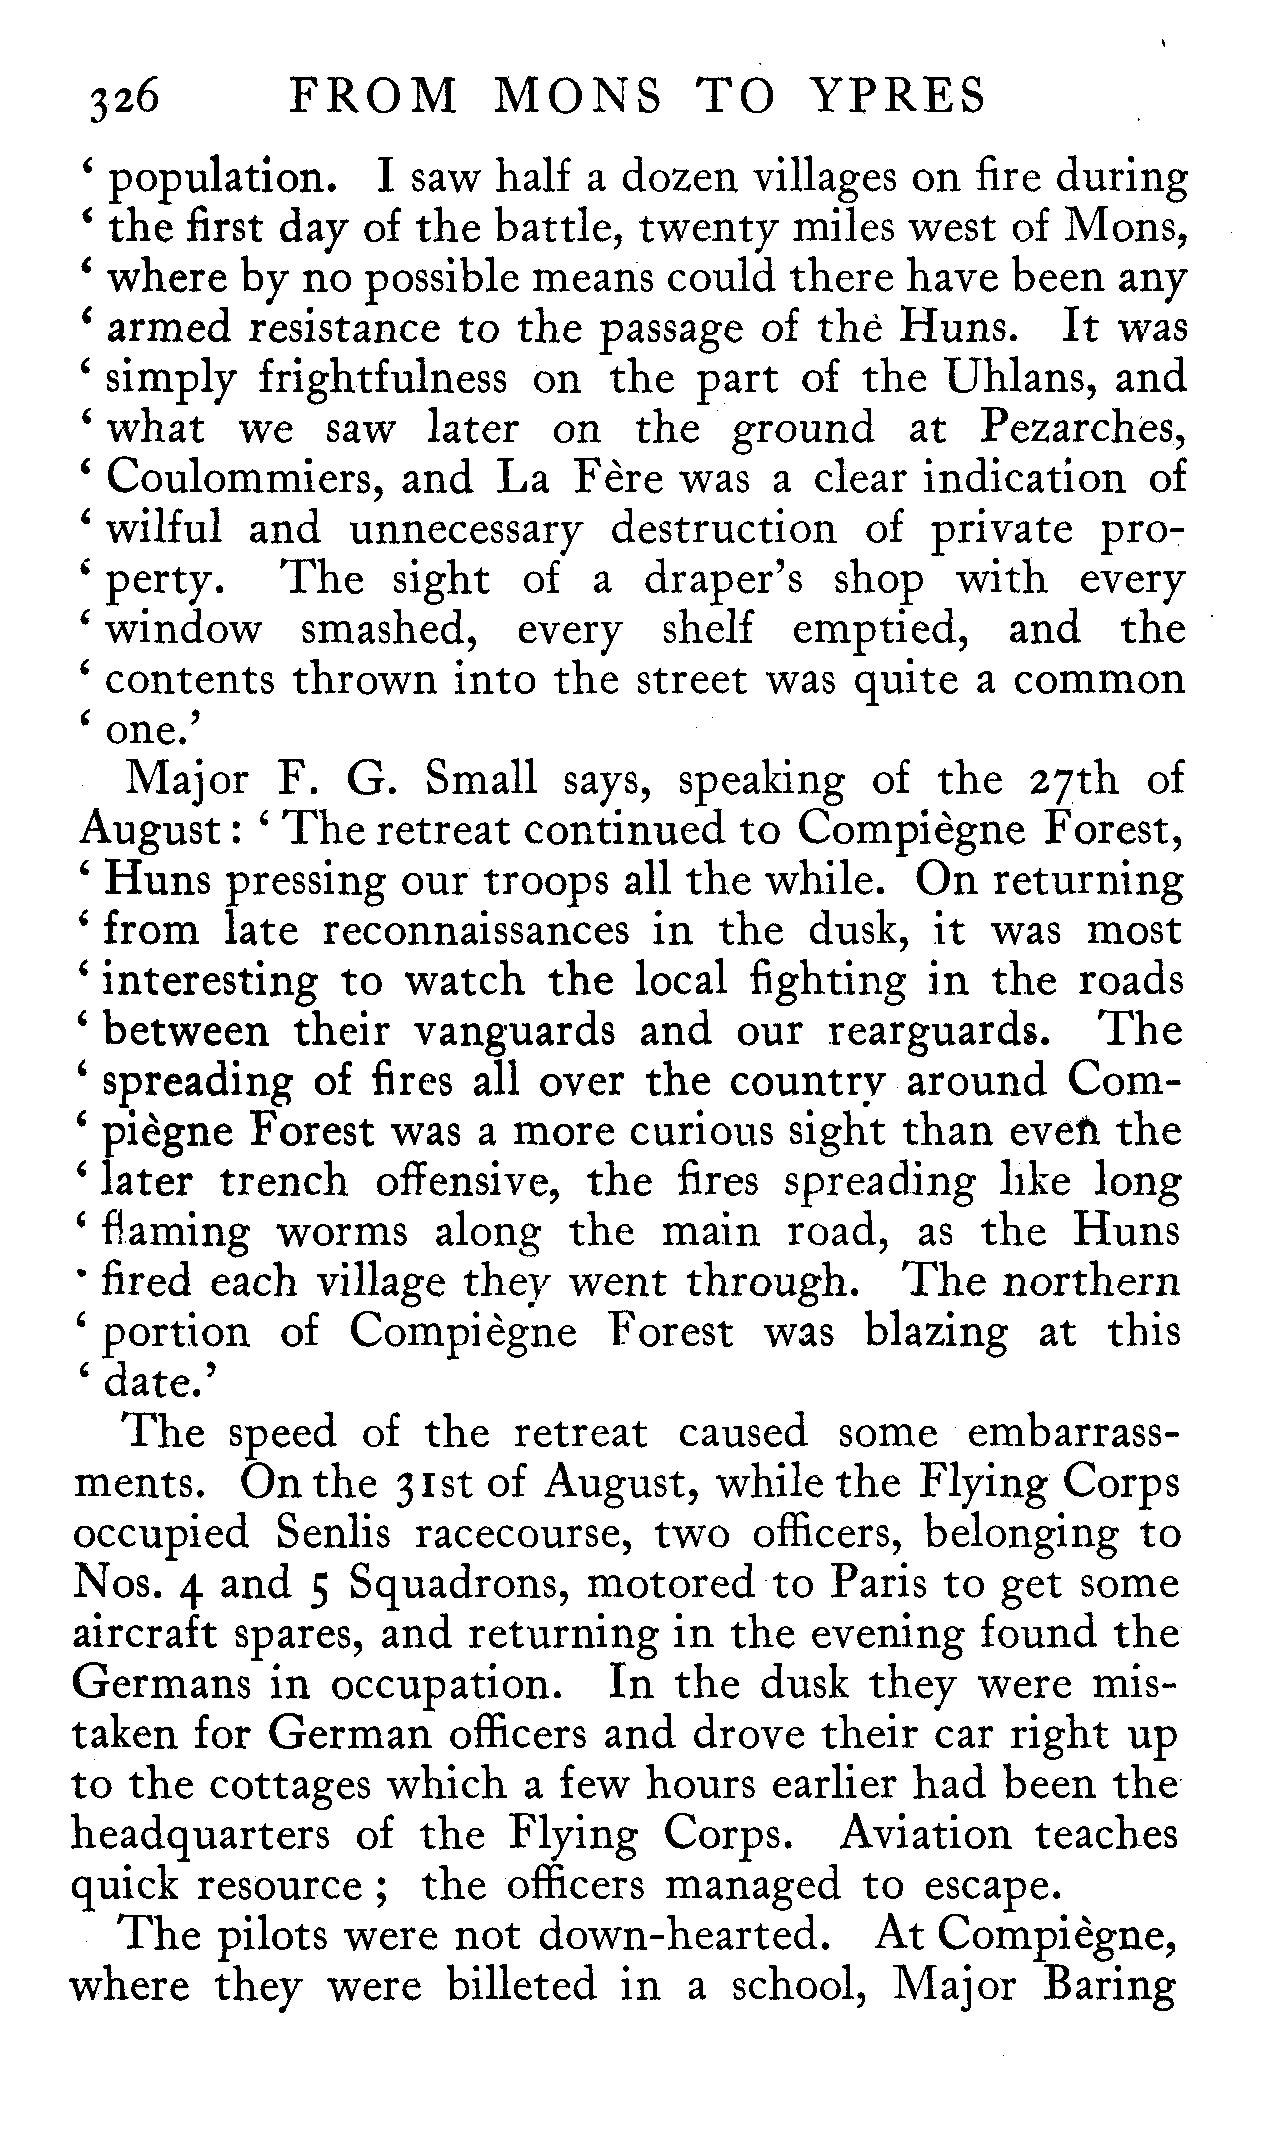 326 FROM MONS TO YPRES
‘ population. I saw half a dozen villages on fire during
‘ the first day of the battle, twenty miles west of Mons,
‘ where by no possible means could there have been any
‘ armed resistance to the passage of the Huns. It was
‘ simply frightfulness on the part of the Uhlans, and
‘ what we saw later on the ground at Pezarches,
‘ Coulommiers, and La Fère was a clear indication of
‘ wilful and unnecessary destruction of private pro-
‘ perty. The sight of a draper’s shop with every
‘ window smashed, every shelf emptied, and the
‘ contents thrown into the street was quite a common
‘ one.’
Major F. G. Small says, speaking of the 27th of
August : ‘ The retreat continued to Compiègne Forest,
‘ Huns pressing our troops all the while. On returning
‘ from late reconnaissances in the dusk, it was most
‘ interesting to watch the local fighting in the roads
‘ between their vanguards and our rearguards. The
‘ spreading of fires all over the country around Com-
‘ piègne Forest was a more curious sight than even the
‘ later trench offensive, the fires spreading like long
‘ flaming worms along the main road, as the Huns
‘ fired each village they went through. The northern
‘ portion of Compiègne Forest was blazing at this
‘ date.’
The speed of the retreat caused some embarrass-
ments. On the 31st of August, while the Flying Corps
occupied Senlis racecourse, two officers, belonging to
Nos. 4 and 5 Squadrons, motored to Paris to get some
aircraft spares, and returning in the evening found the
Germans in occupation. In the dusk they were mis-
taken for German officers and drove their car right up
to the cottages which a few hours earlier had been the
headquarters of the Flying Corps. Aviation teaches
quick resource ; the officers managed to escape.
The pilots were not down-hearted. At Compiègne,
where they were billeted in a school, Major Baring